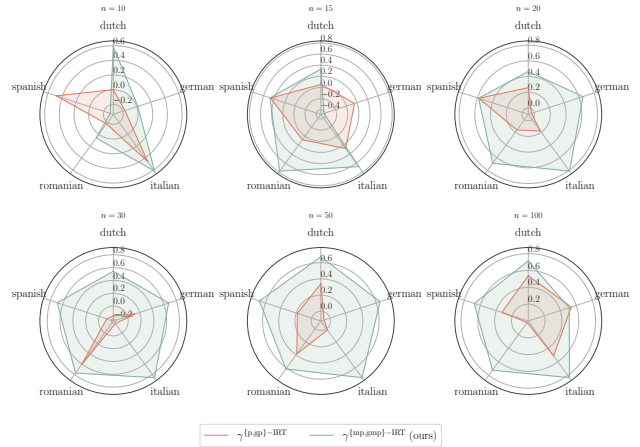 n = 10
dutch
0.6
0.4
0.2
0.0
−0.2
spanish
german
romanian
italian
n = 15
dutch
0.8
0.6
0.4
0.2
0.0
−0.2
−0.4
spanish
german
romanian
italian
n = 20
dutch
0.8
0.6
0.4
0.2
0.0
spanish
german
romanian
italian
n = 30
dutch
0.8
0.6
0.4
0.2
0.0
−0.2
spanish
german
romanian
italian
n = 50
dutch
0.6
0.4
0.2
0.0
spanish
german
romanian
italian
n = 100
dutch
0.8
0.6
0.4
0.2
spanish
german
romanian
italian
γ{p,gp}−IRT
γ{mp,gmp}−IRT (ours)